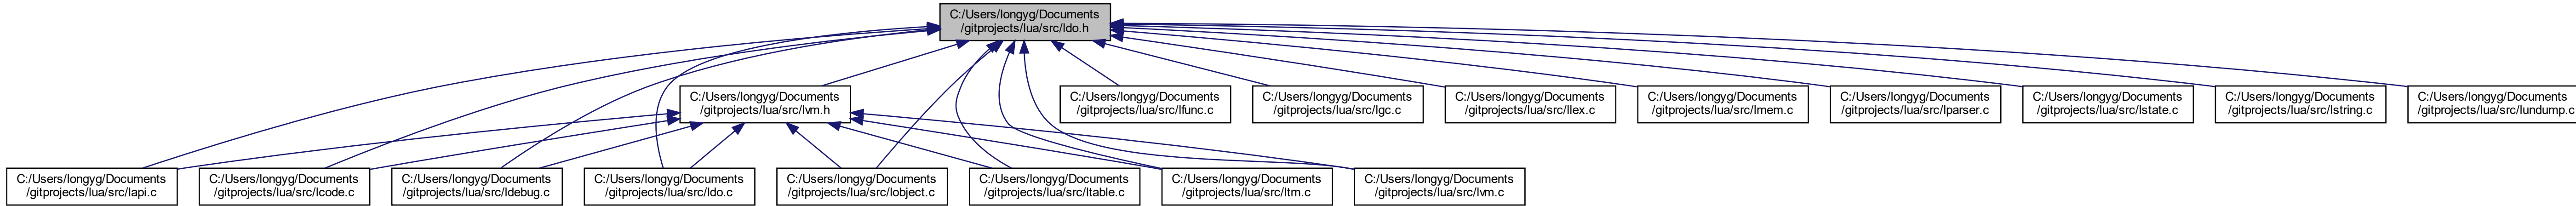 C:/Users/longyg/Documents
/gitprojects/lua/src/ldo.h
C:/Users/longyg/Documents
/gitprojects/lua/src/lvm.h
C:/Users/longyg/Documents
/gitprojects/lua/src/lfunc.c
C:/Users/longyg/Documents
/gitprojects/lua/src/lgc.c
C:/Users/longyg/Documents
/gitprojects/lua/src/llex.c
C:/Users/longyg/Documents
/gitprojects/lua/src/lmem.c
C:/Users/longyg/Documents
/gitprojects/lua/src/lparser.c
C:/Users/longyg/Documents
/gitprojects/lua/src/lstate.c
C:/Users/longyg/Documents
/gitprojects/lua/src/lstring.c
C:/Users/longyg/Documents
/gitprojects/lua/src/lundump.c
C:/Users/longyg/Documents
/gitprojects/lua/src/lapi.c
C:/Users/longyg/Documents
/gitprojects/lua/src/lcode.c
C:/Users/longyg/Documents
/gitprojects/lua/src/ldebug.c
C:/Users/longyg/Documents
/gitprojects/lua/src/ldo.c
C:/Users/longyg/Documents
/gitprojects/lua/src/lobject.c
C:/Users/longyg/Documents
/gitprojects/lua/src/ltable.c
C:/Users/longyg/Documents
/gitprojects/lua/src/ltm.c
C:/Users/longyg/Documents
/gitprojects/lua/src/lvm.c